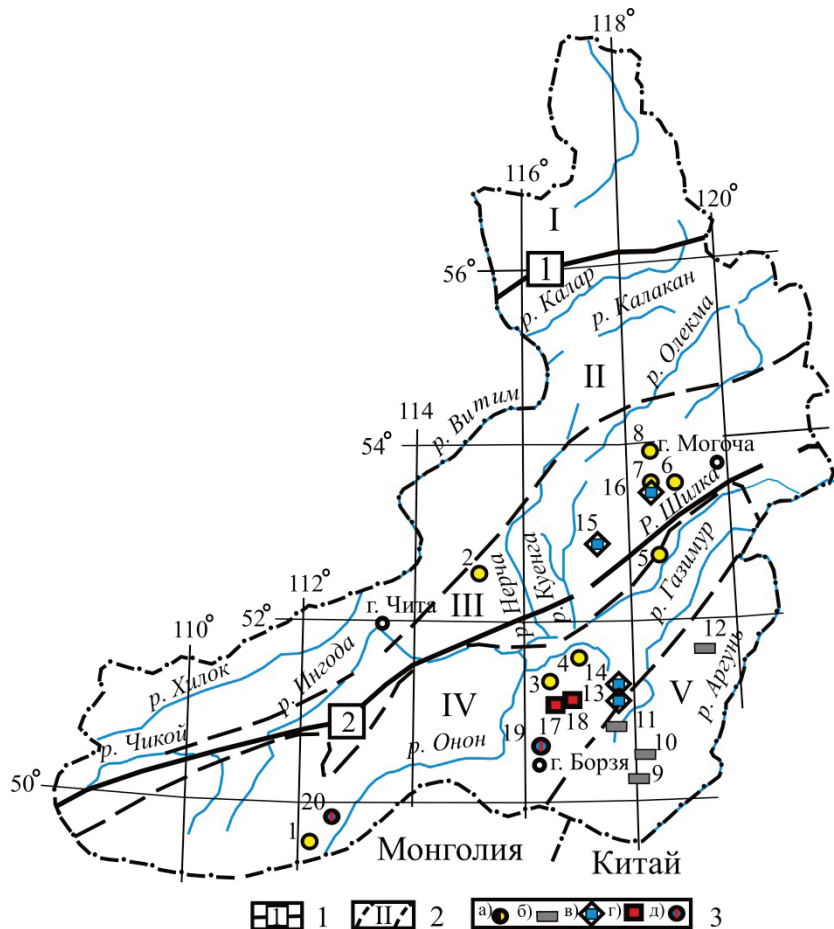 118°
116°
120°
I
56°
1
р. Калар
р. Калакан
р. Олекма
II
114
р. Витим
54°
8
г. Могоча
7
6
16
Р. Шилка
15
5
2
р. Нерча
р. Куенга
р. Газимур
112°
52°
г. Чита
III
12
110°
р. Ингода
4
14
V
р. Аргунь
р. Хилок
3
13
IV
17
18
11
2
р. Чикой
р. Онон
19
10
50°
г. Борзя
9
20
1
Монголия
Китай
1 1
II 2
а) б) в) г) д) 3